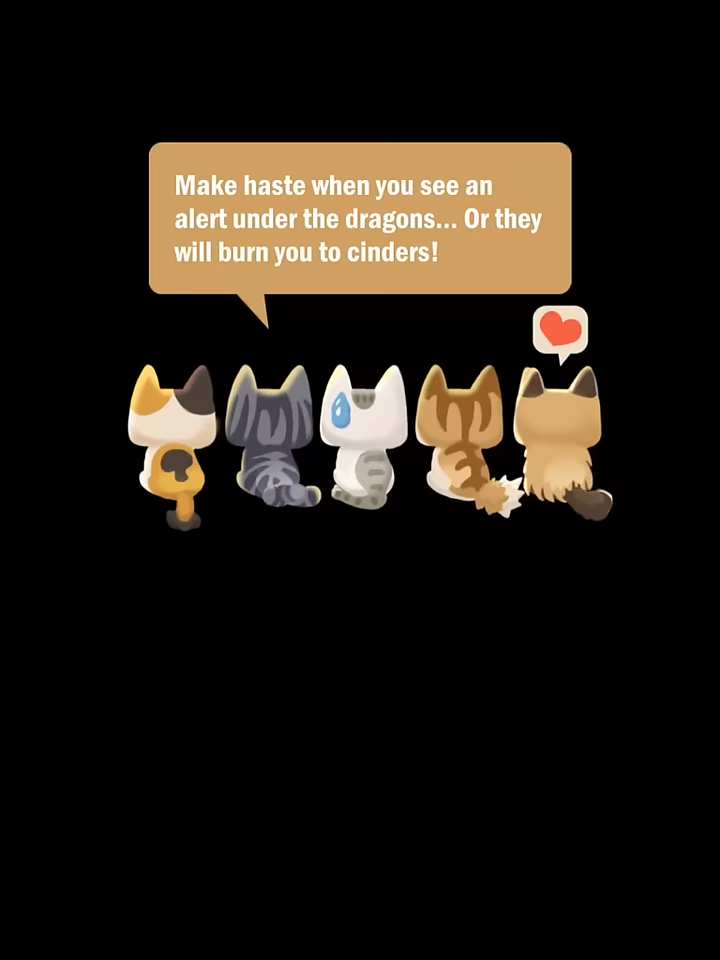 Make haste when you see an
alert under the dragons... Or they
will burn you to cinders!